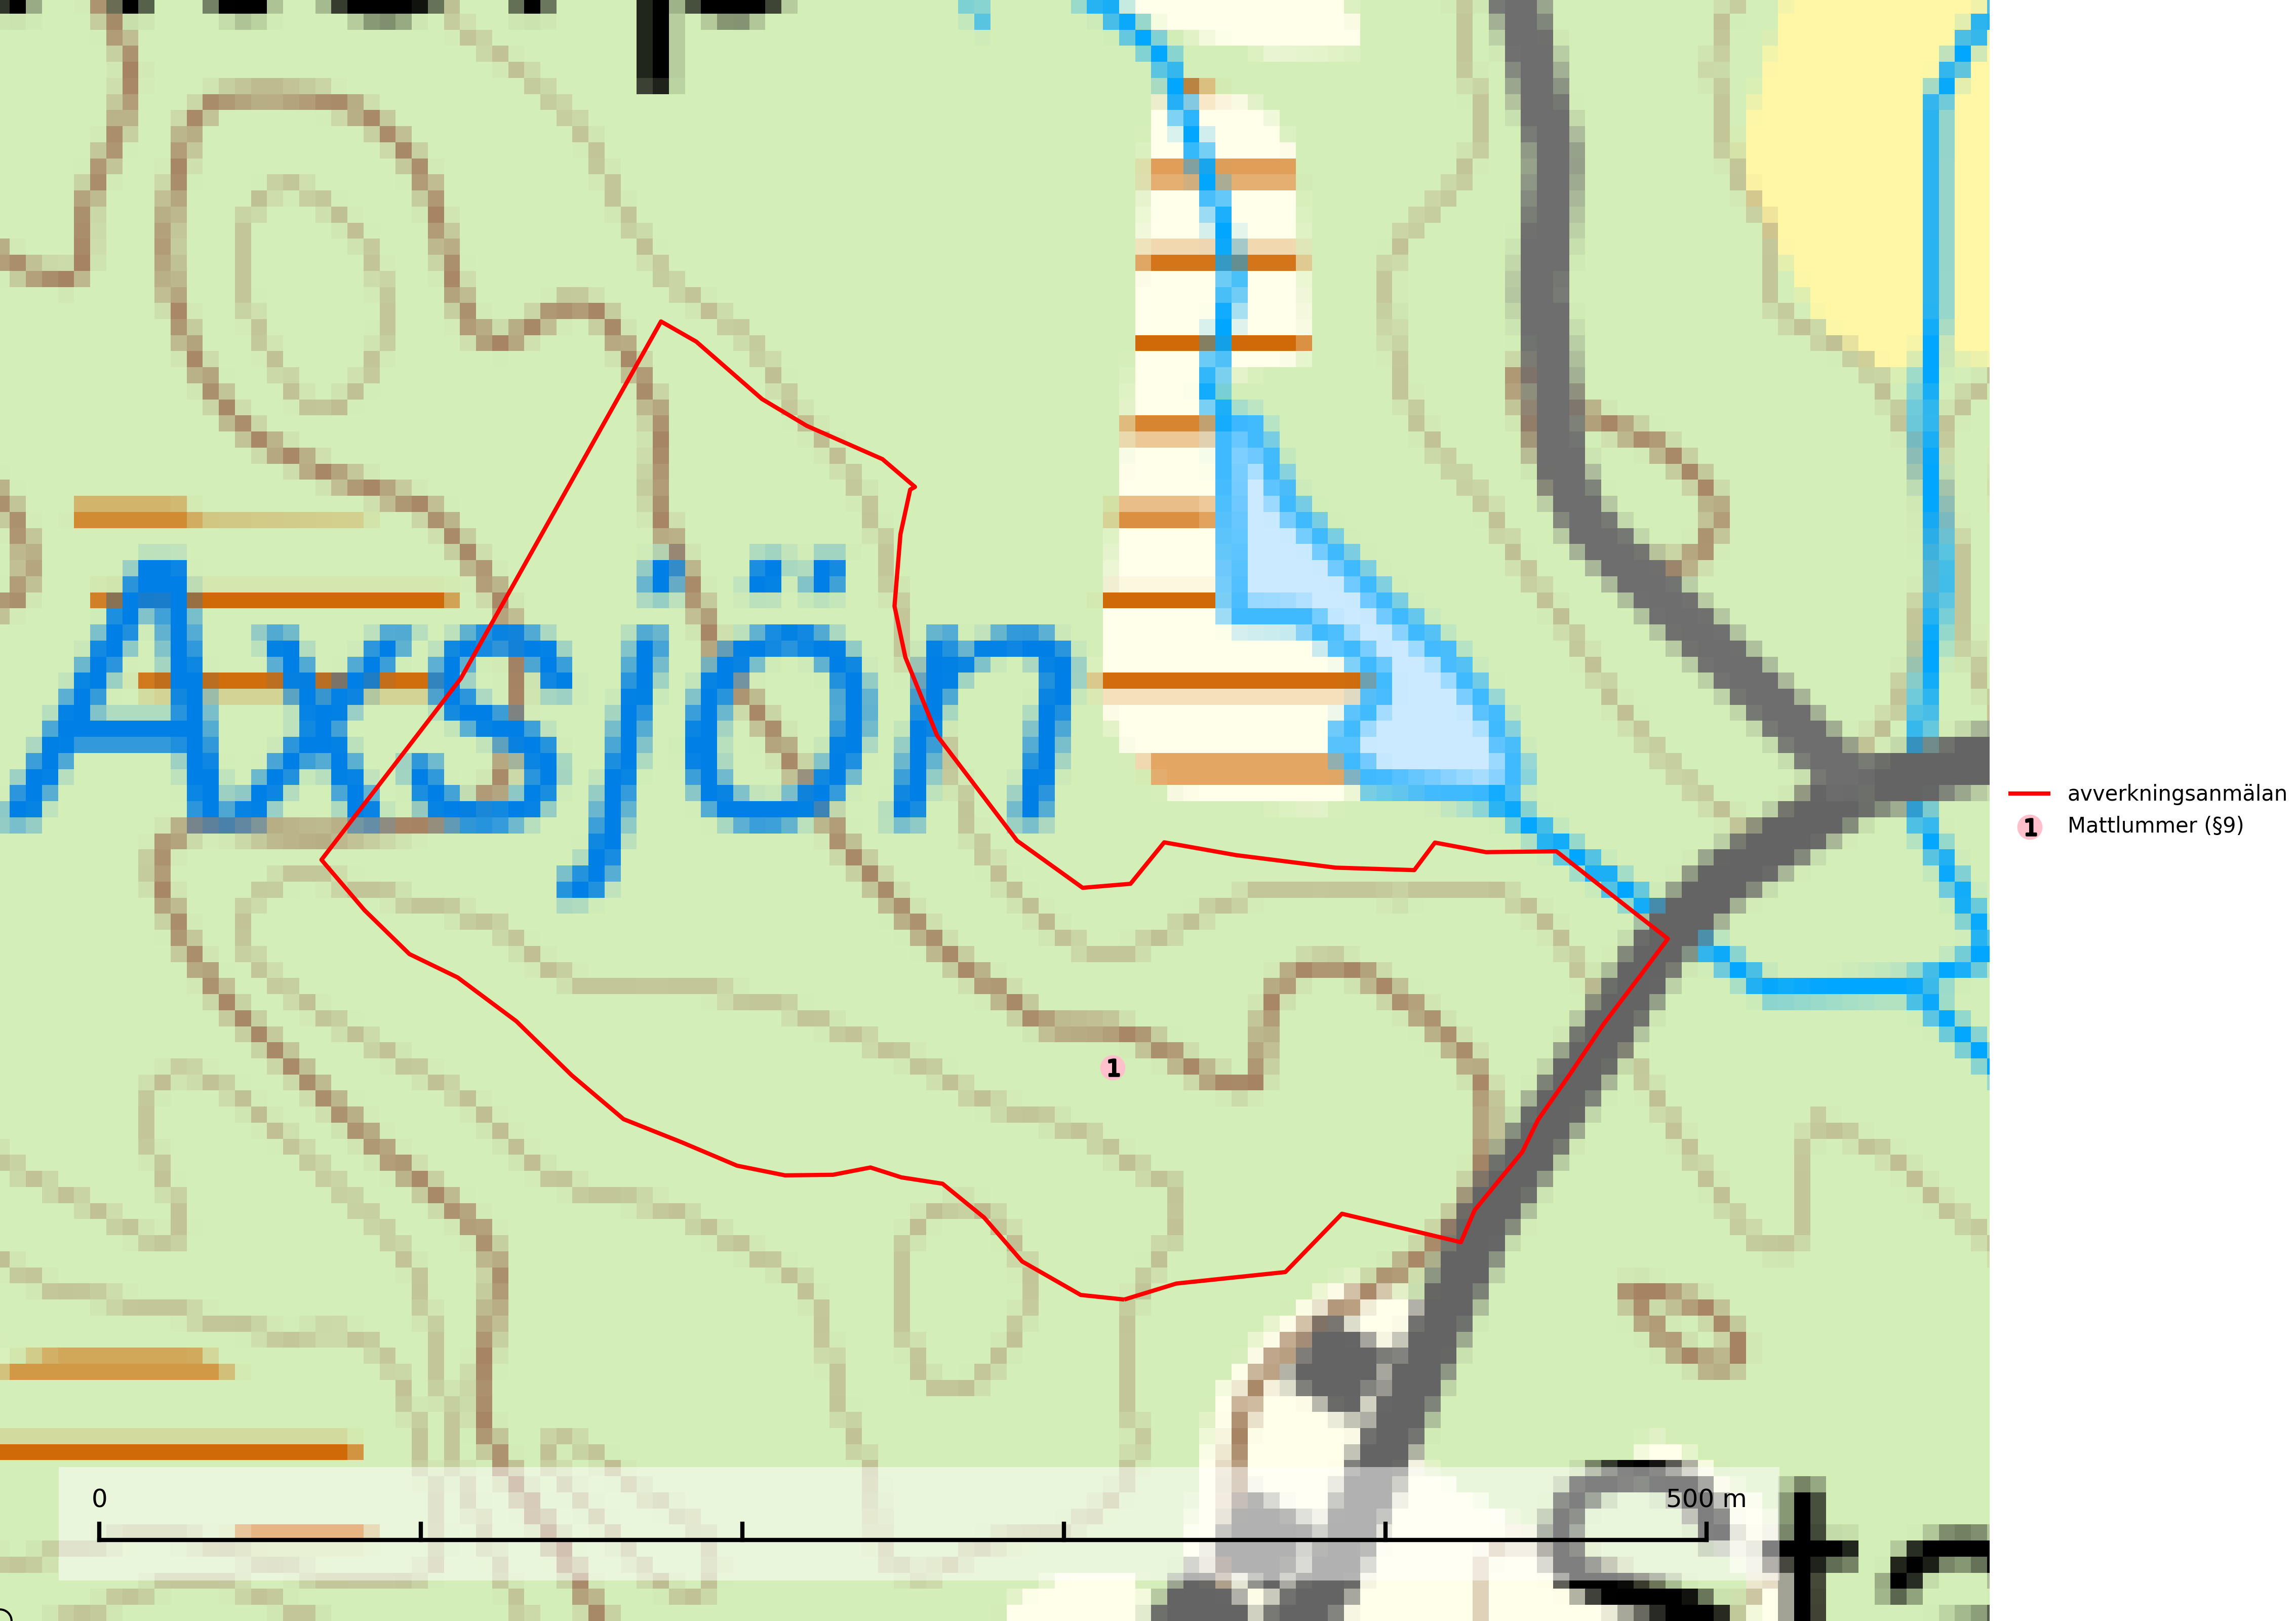 Axsjön
1
avverkningsanmälan
1 Mattlummer (§9)
0 500 m